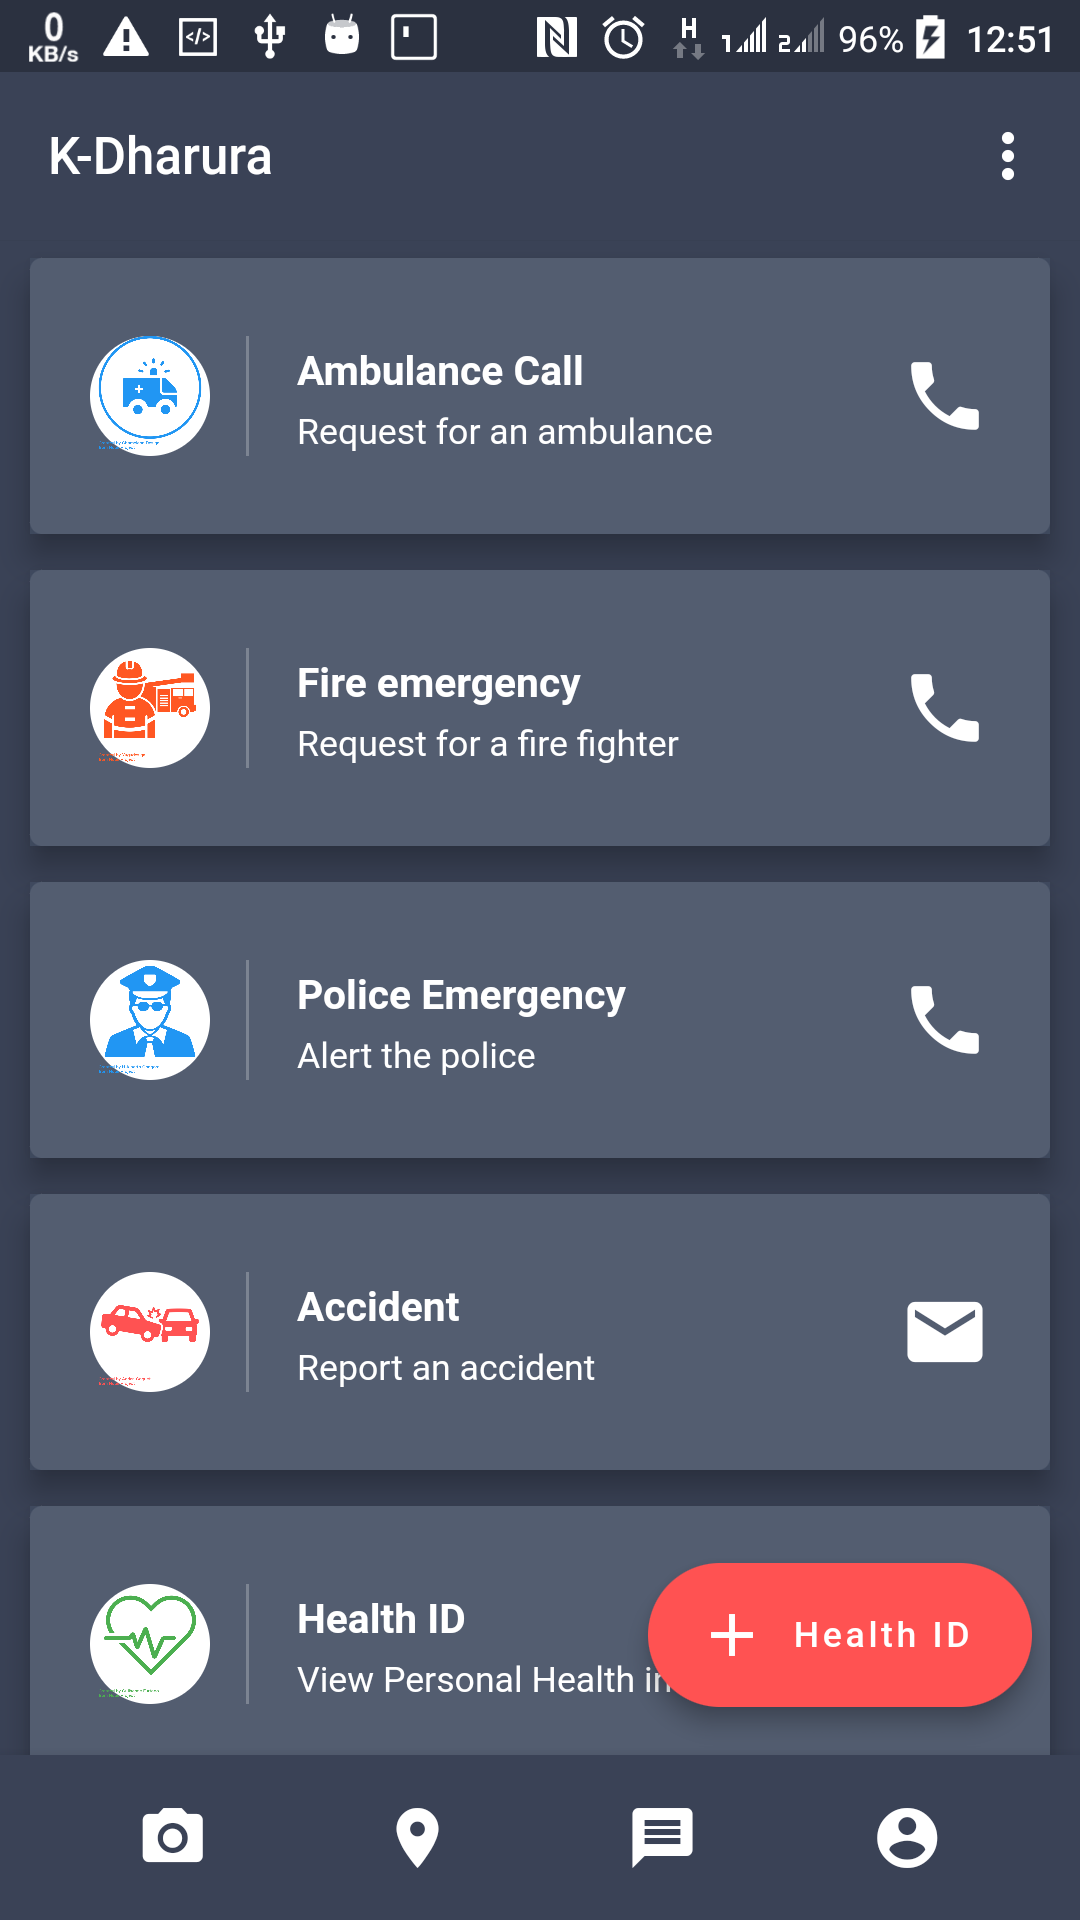 0
KB/s
H
1
2
96%
12:51
K-Dharura
Ambulance Call
Request for an ambulance
Fire emergency
Request for a fire fighter
Police Emergency
Alert the police
Accident
Report an accident
Health ID
View Personal Health
Health ID